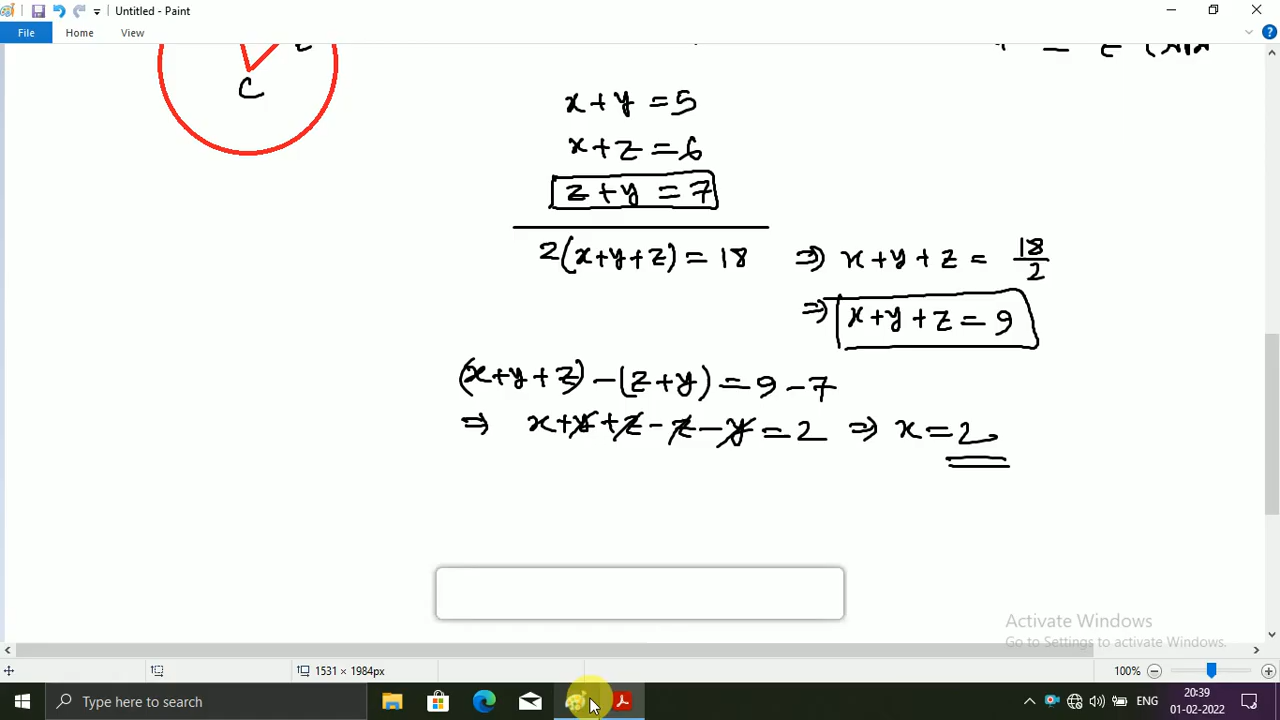 Untitled - Paint
File Home View
C
x+y=5
x+z=6
z+y=7
2(x+y+z)=18 ⇒ x+y+z = 18/2
⇒ x+y+z=9
(x+y+z)-(z+y)=9-7
⇒ x+y+z-z-y=2 ⇒ x=2
Activate Windows
Go to Settings to activate Windows.
1531 × 1984px 100%
Type here to search
ENG
20:39
01-02-2022